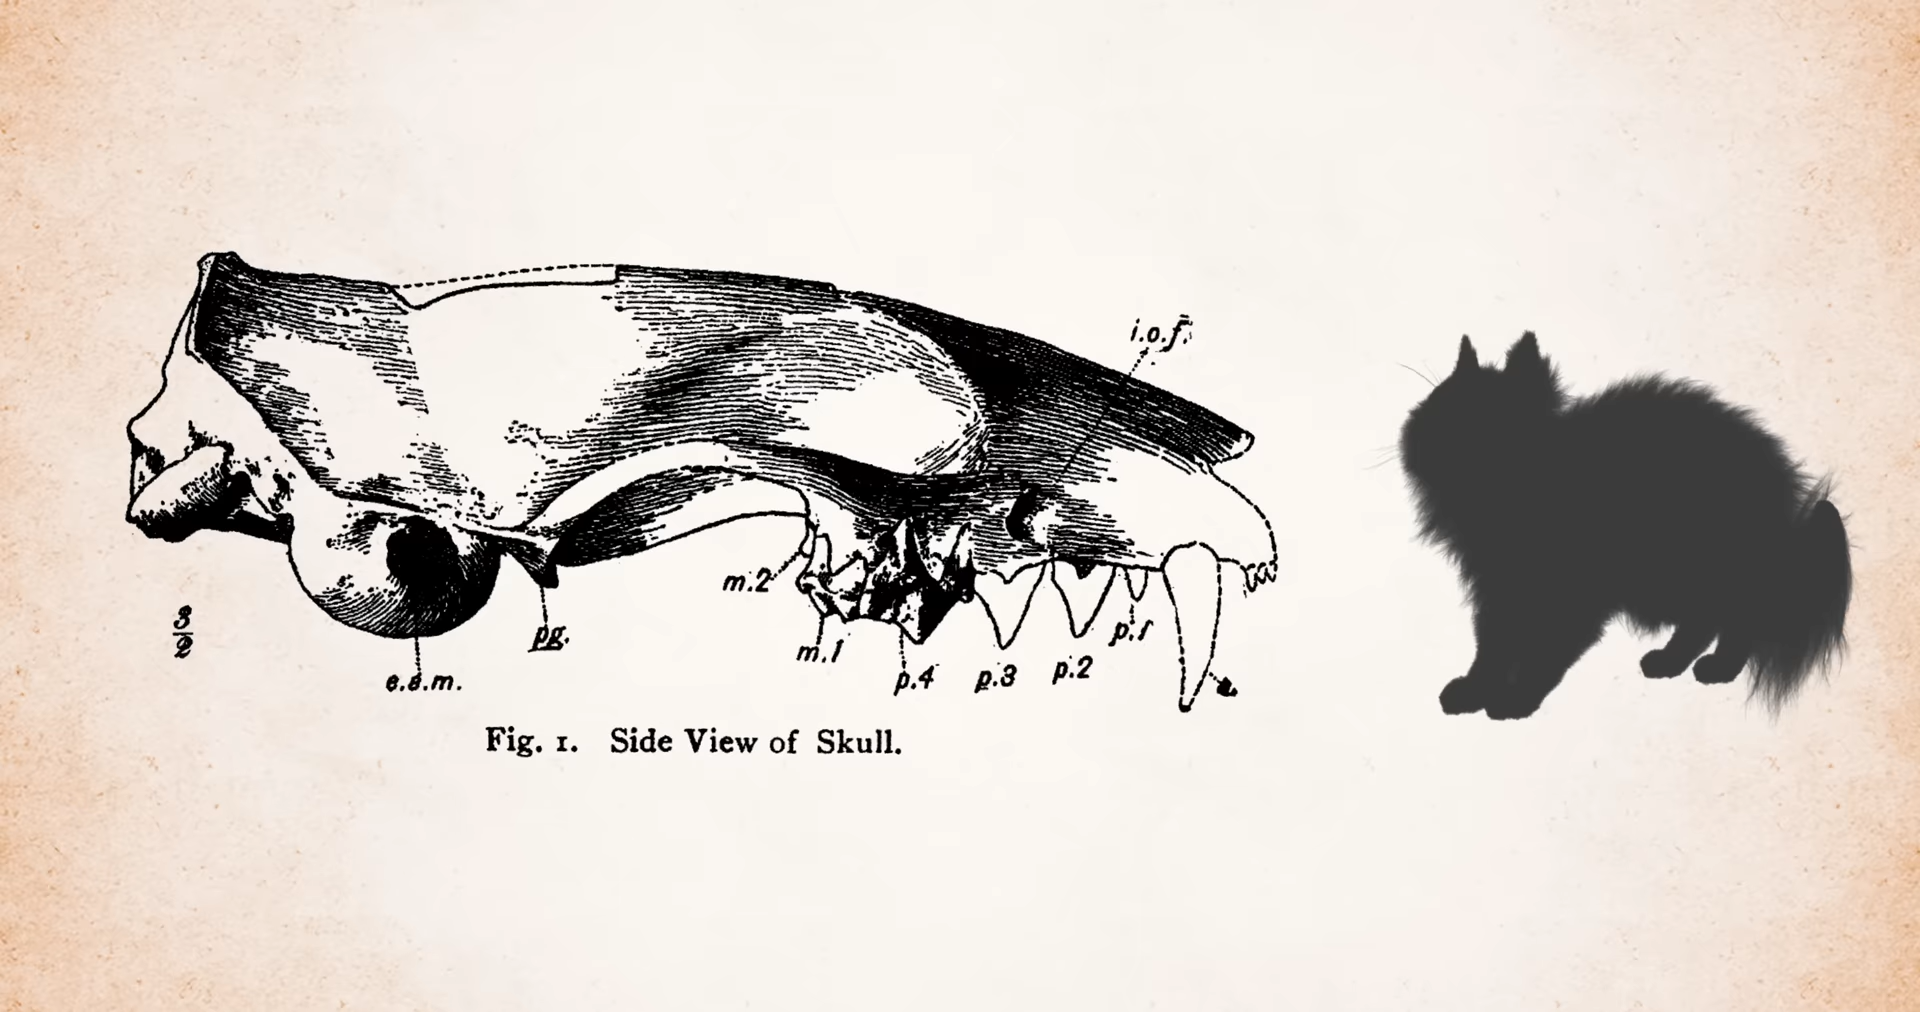 i.o.f.
m.2
3
2
pg.
m.1
p.1
e.a.m.
p.4
p.3
p.2
Fig. 1. Side View of Skull.